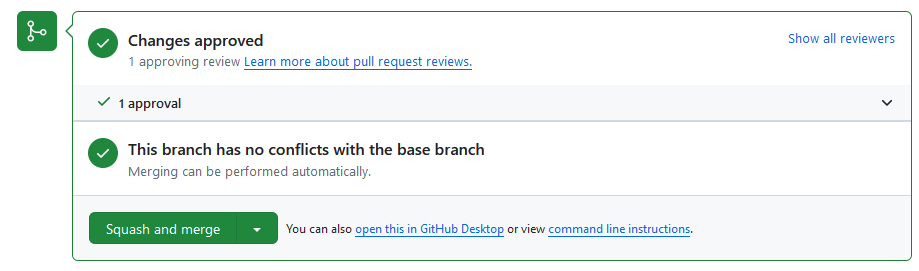 Changes approved
Show all reviewers
1 approving review Learn more about pull request reviews.
1 approval
This branch has no conflicts with the base branch
Merging can be performed automatically.
Squash and merge
You can also open this in GitHub Desktop or view command line instructions.